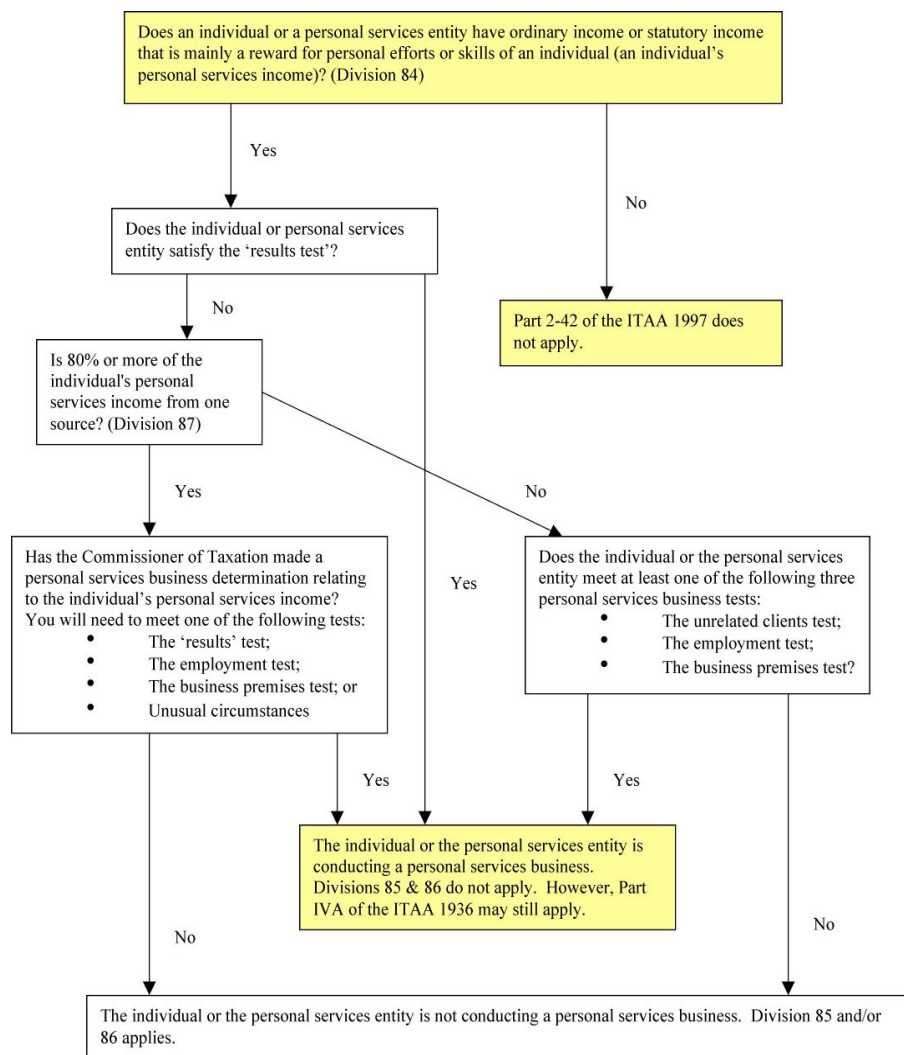 Does an individual or a personal services entity have ordinary income or statutory income
that is mainly a reward for personal efforts or skills of an individual (an individual's
personal services income)? (Division 84)
Yes
No
Does the individual or personal services
entity satisfy the 'results test'?
No
Part 2-42 of the ITAA 1997 does
not apply.
Is 80% or more of the
individual's personal
services income from one
source? (Division 87)
Yes
No
Yes
Has the Commissioner of Taxation made a
personal services business determination relating
to the individual's personal services income?
You will need to meet one of the following tests:
• The 'results' test;
• The employment test;
• The business premises test; or
• Unusual circumstances
Does the individual or the personal services
entity meet at least one of the following three
personal services business tests:
• The unrelated clients test;
• The employment test;
• The business premises test?
Yes
Yes
The individual or the personal services entity is
conducting a personal services business.
Divisions 85 & 86 do not apply. However, Part
IVA of the ITAA 1936 may still apply.
No
No
The individual or the personal services entity is not conducting a personal services business. Division 85 and/or
86 applies.